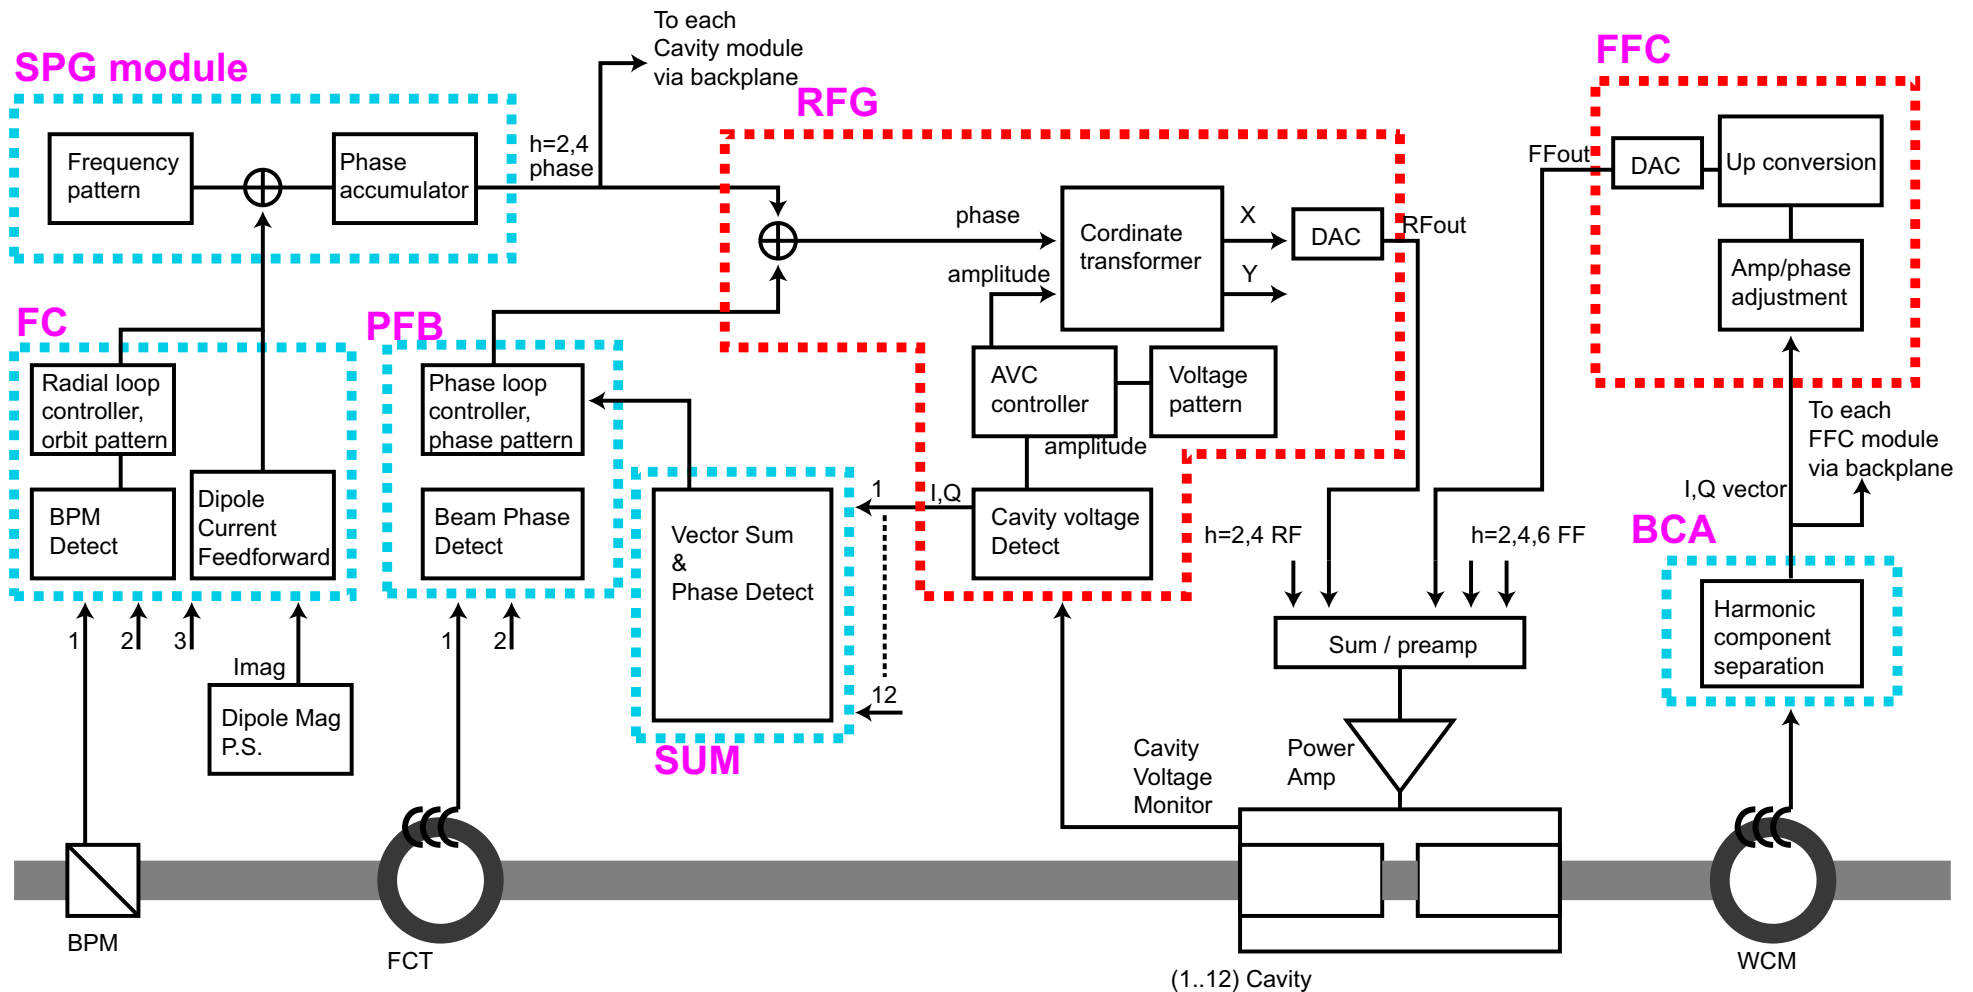 To each
Cavity module
via backplane
SPG module
Frequency
pattern
Phase
accumulator
h=2,4
phase
RFG
phase
amplitude
Cordinate
transformer
X
Y
DAC
RFout
AVC
controller
Voltage
pattern
amplitude
I,Q
Cavity voltage
Detect
FFC
FFout
DAC
Up conversion
Amp/phase
adjustment
To each
FFC module
via backplane
I,Q vector
BCA
Harmonic
component
separation
FC
Radial loop
controller,
orbit pattern
BPM
Detect
Dipole
Current
Feedforward
1
2
3
Imag
Dipole Mag
P.S.
PFB
Phase loop
controller,
phase pattern
Beam Phase
Detect
1
2
Vector Sum
&
Phase Detect
1
12
SUM
h=2,4 RF
h=2,4,6 FF
Sum / preamp
Power
Amp
Cavity
Voltage
Monitor
BPM
FCT
(1..12) Cavity
WCM